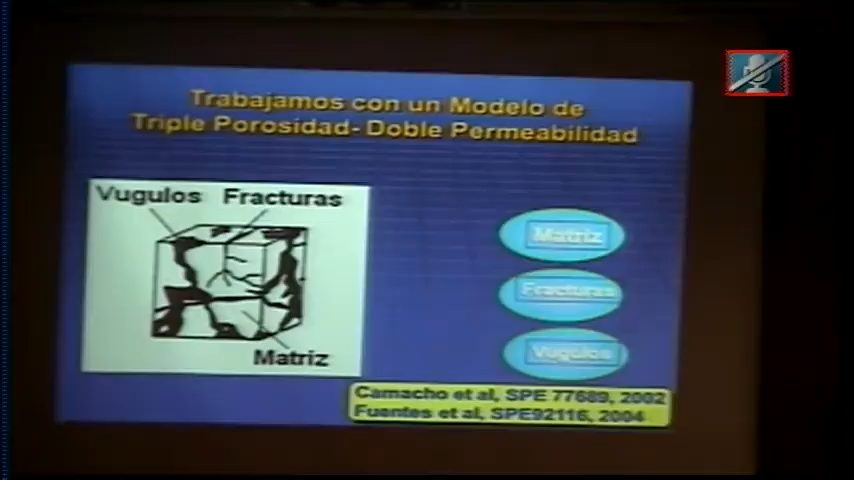 Trabajamos con un Modelo de
Triple Porosidad- Doble Permeabilidad
Vugulos Fracturas
Matriz
Matriz
Fracturas
Vugulos
Camacho et al, SPE 77689, 2002
Fuentes et al, SPE92116, 2004